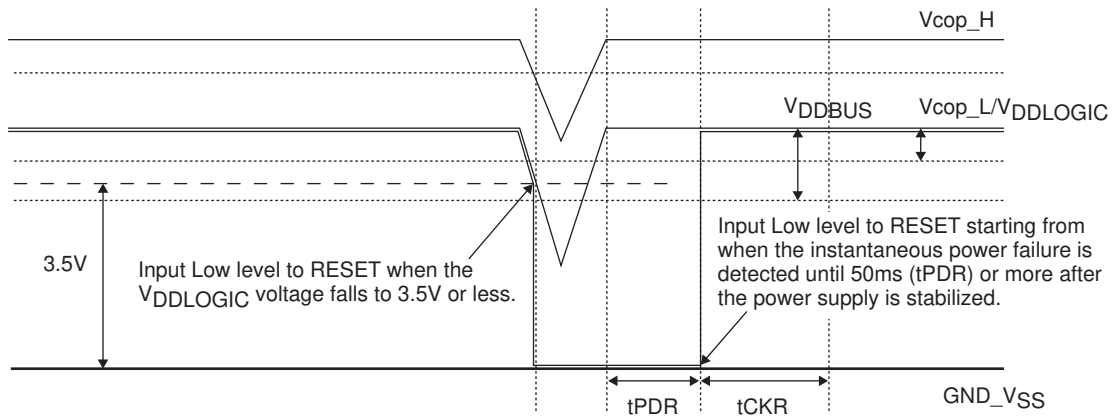 Vcop_H
VDDBUS
Vcop_L/VDDLOGIC
3.5V
Input Low level to RESET when the
VDDLOGIC voltage falls to 3.5V or less.
Input Low level to RESET starting from
when the instantaneous power failure is
detected until 50ms (tPDR) or more after
the power supply is stabilized.
tPDR
tCKR
GND_VSS